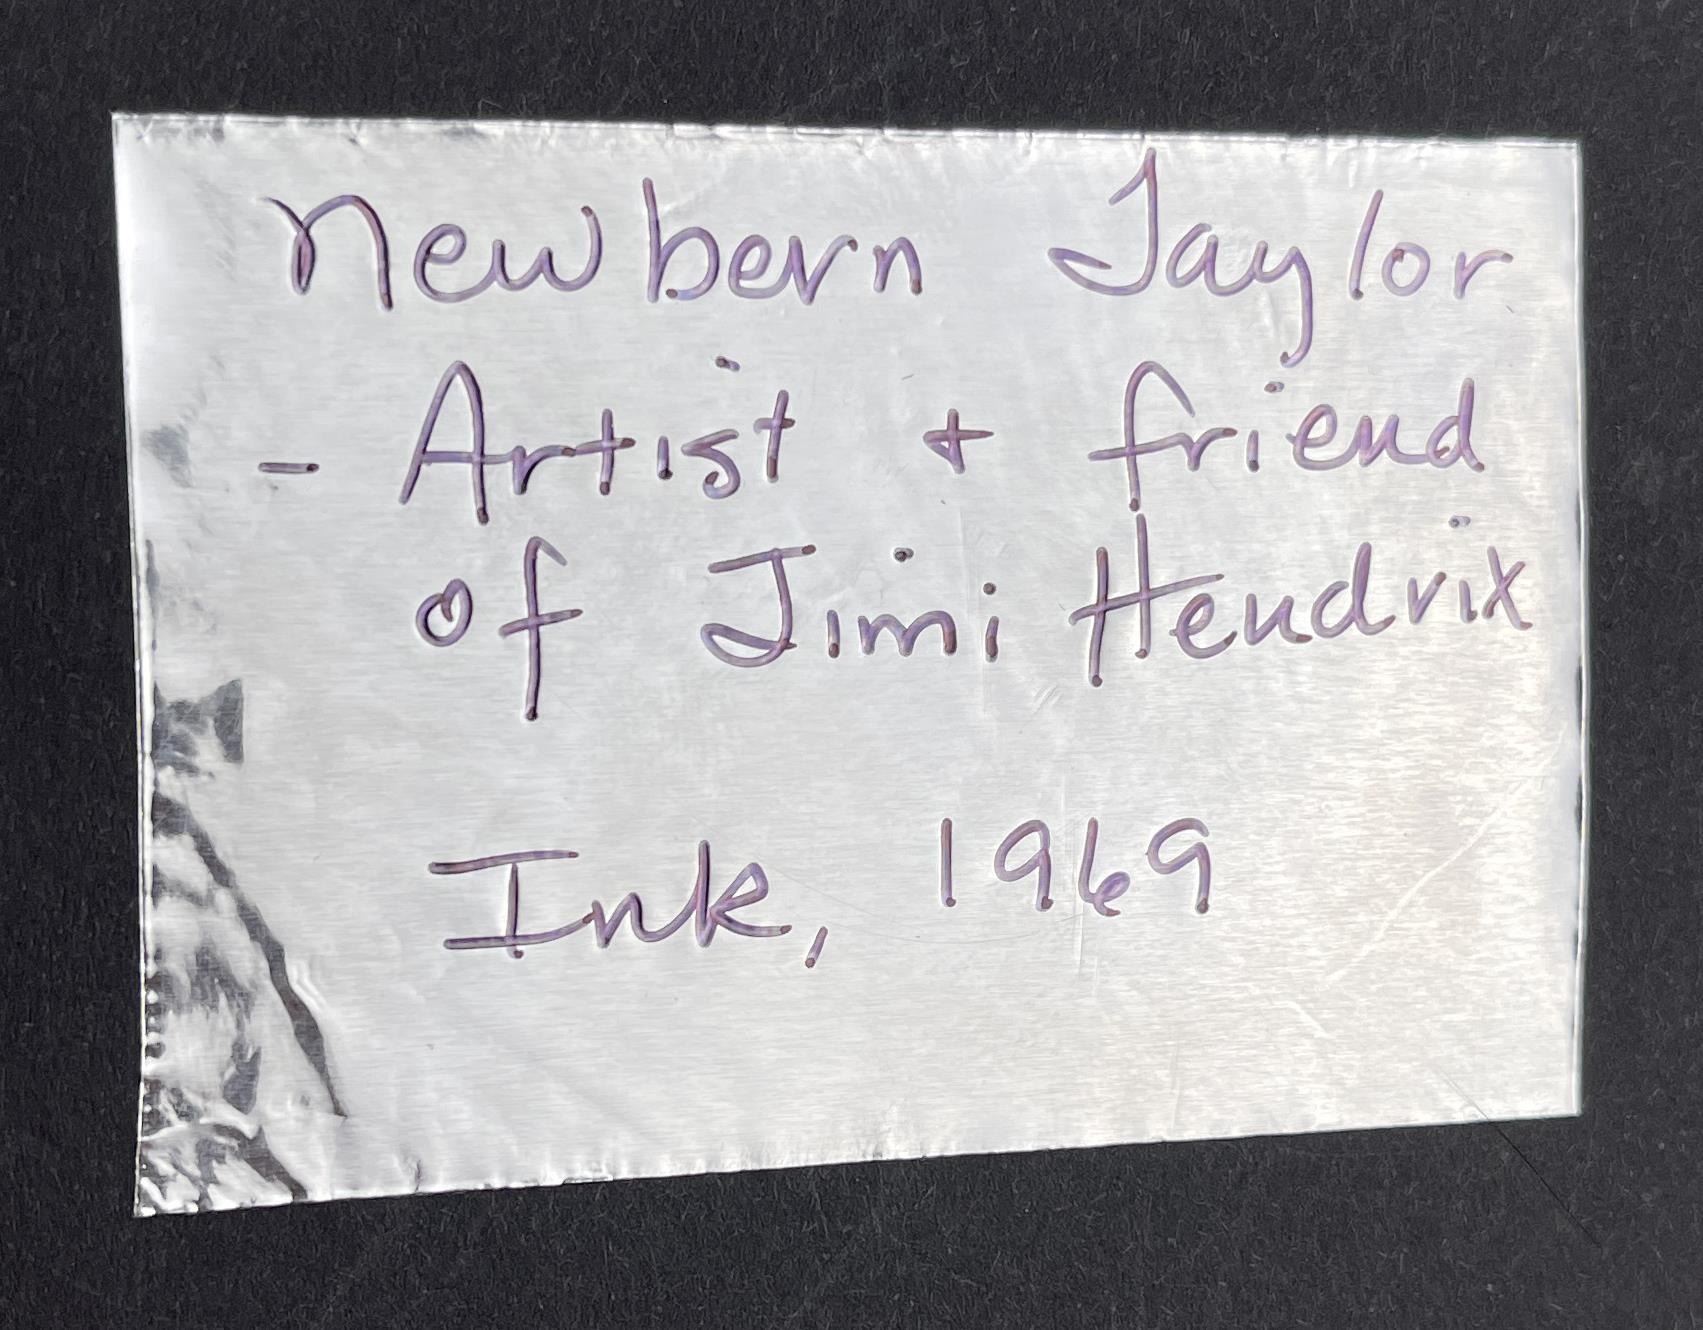 Newbern Taylor
- Artist + friend
of Jimi Hendrix
Ink, 1969